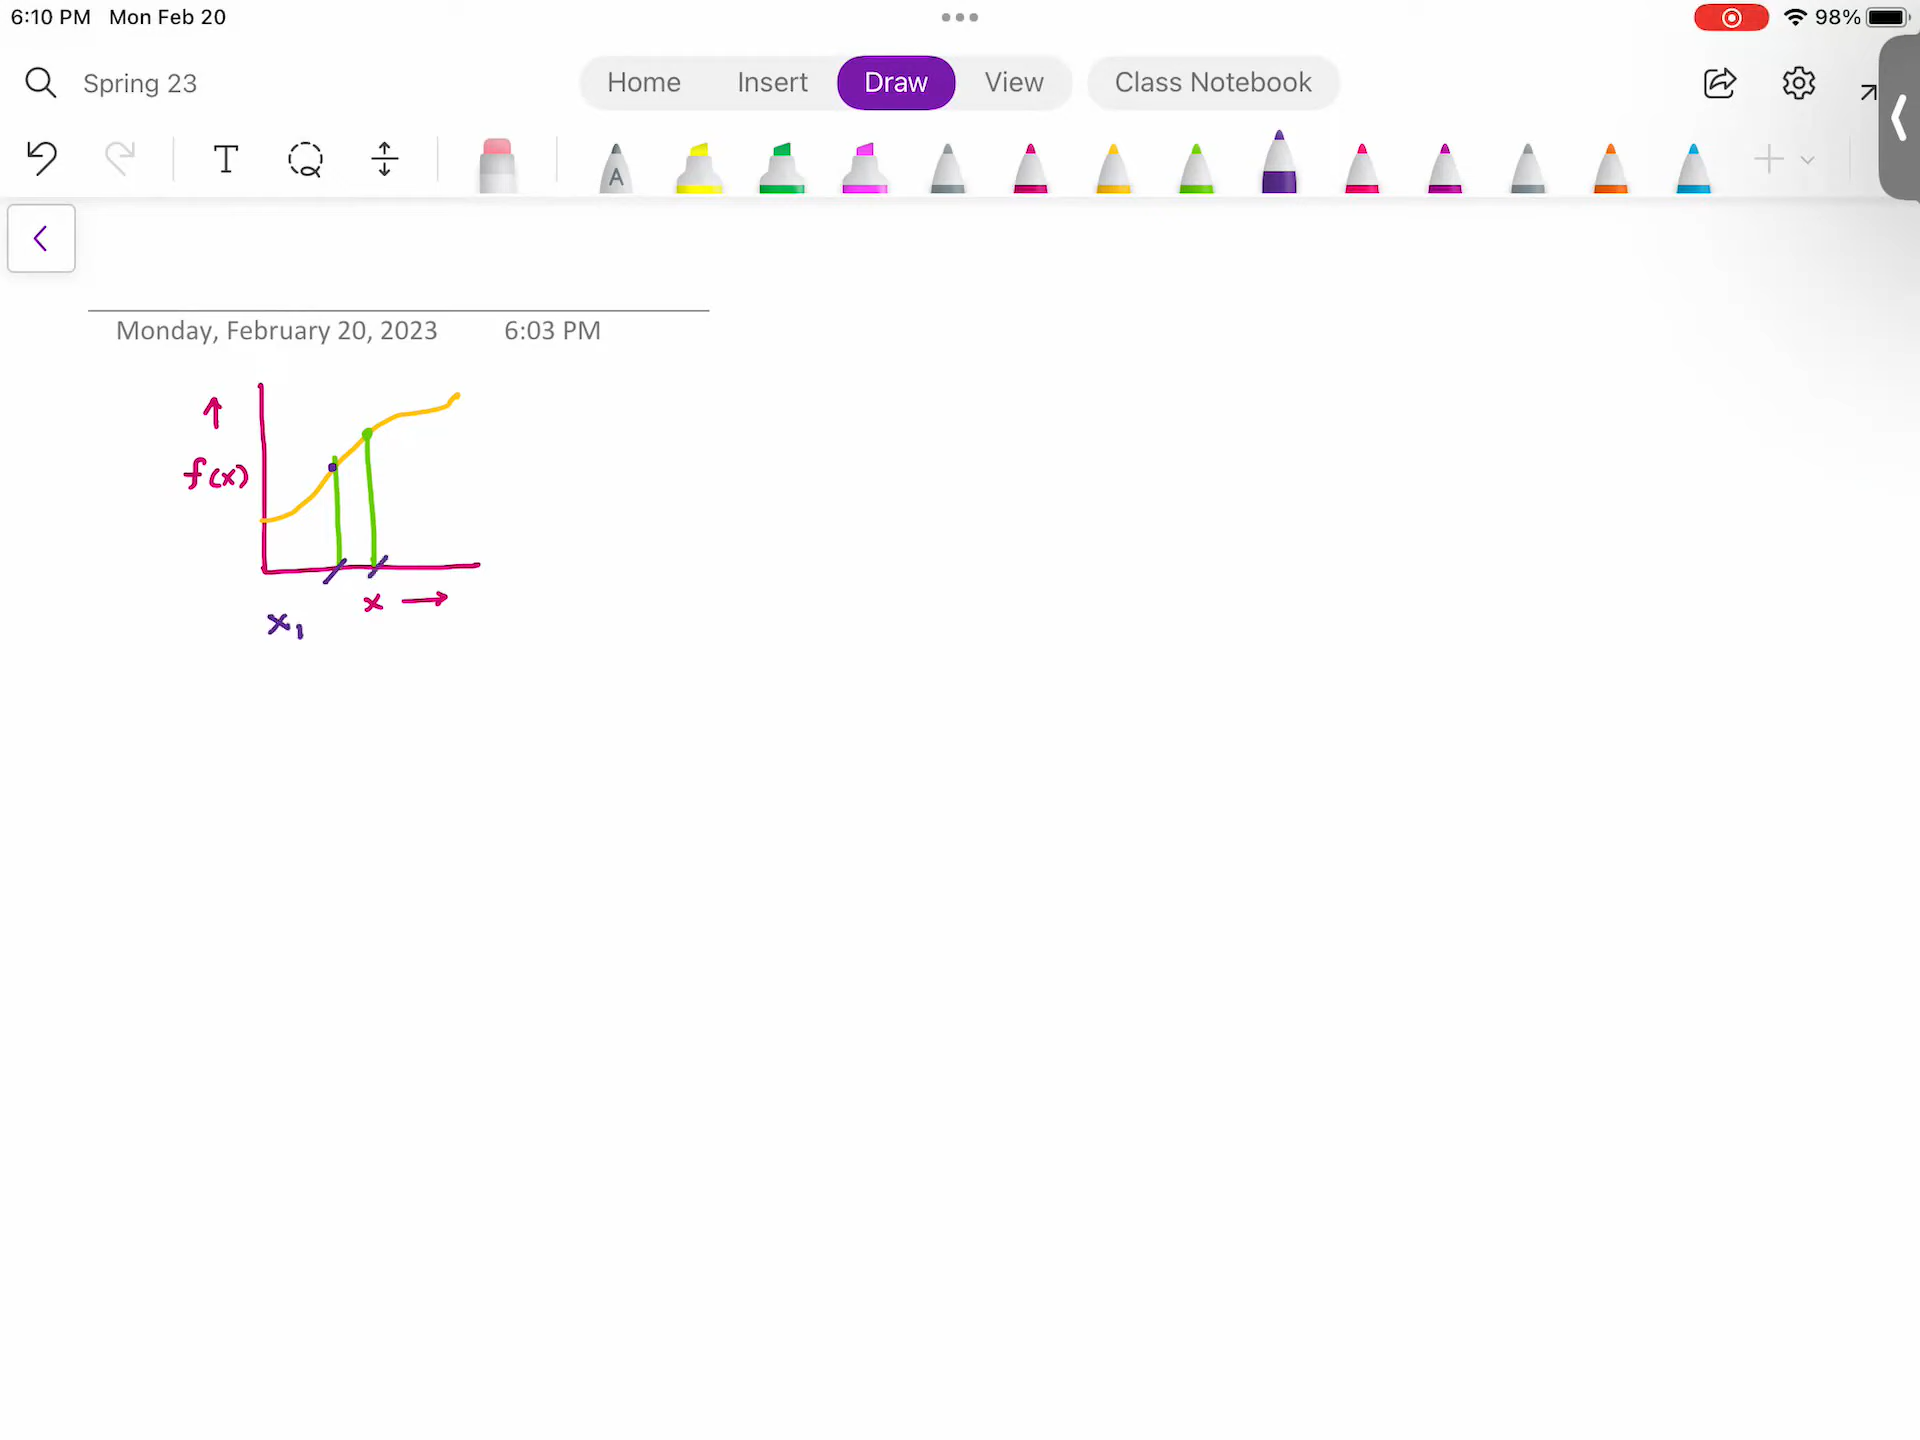 6:10 PM Mon Feb 20 98%
Spring 23 Home Insert Draw View Class Notebook
T A
Monday, February 20, 2023 6:03 PM
↑
f(x)
x →
x₁